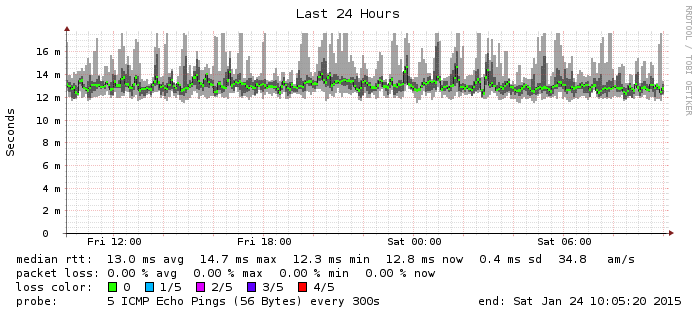 Last 24 Hours
RRDTOOL / TOBI OETIKER
Seconds
16 m
14 m
12 m
10 m
8 m
6 m
4 m
2 m
0
Fri 12:00 Fri 18:00 Sat 00:00 Sat 06:00
median rtt: 13.0 ms avg 14.7 ms max 12.3 ms min 12.8 ms now 0.4 ms sd 34.8 am/s
packet loss: 0.00 % avg 0.00 % max 0.00 % min 0.00 % now
loss color: 0 1/5 2/5 3/5 4/5
probe: 5 ICMP Echo Pings (56 Bytes) every 300s end: Sat Jan 24 10:05:20 2015